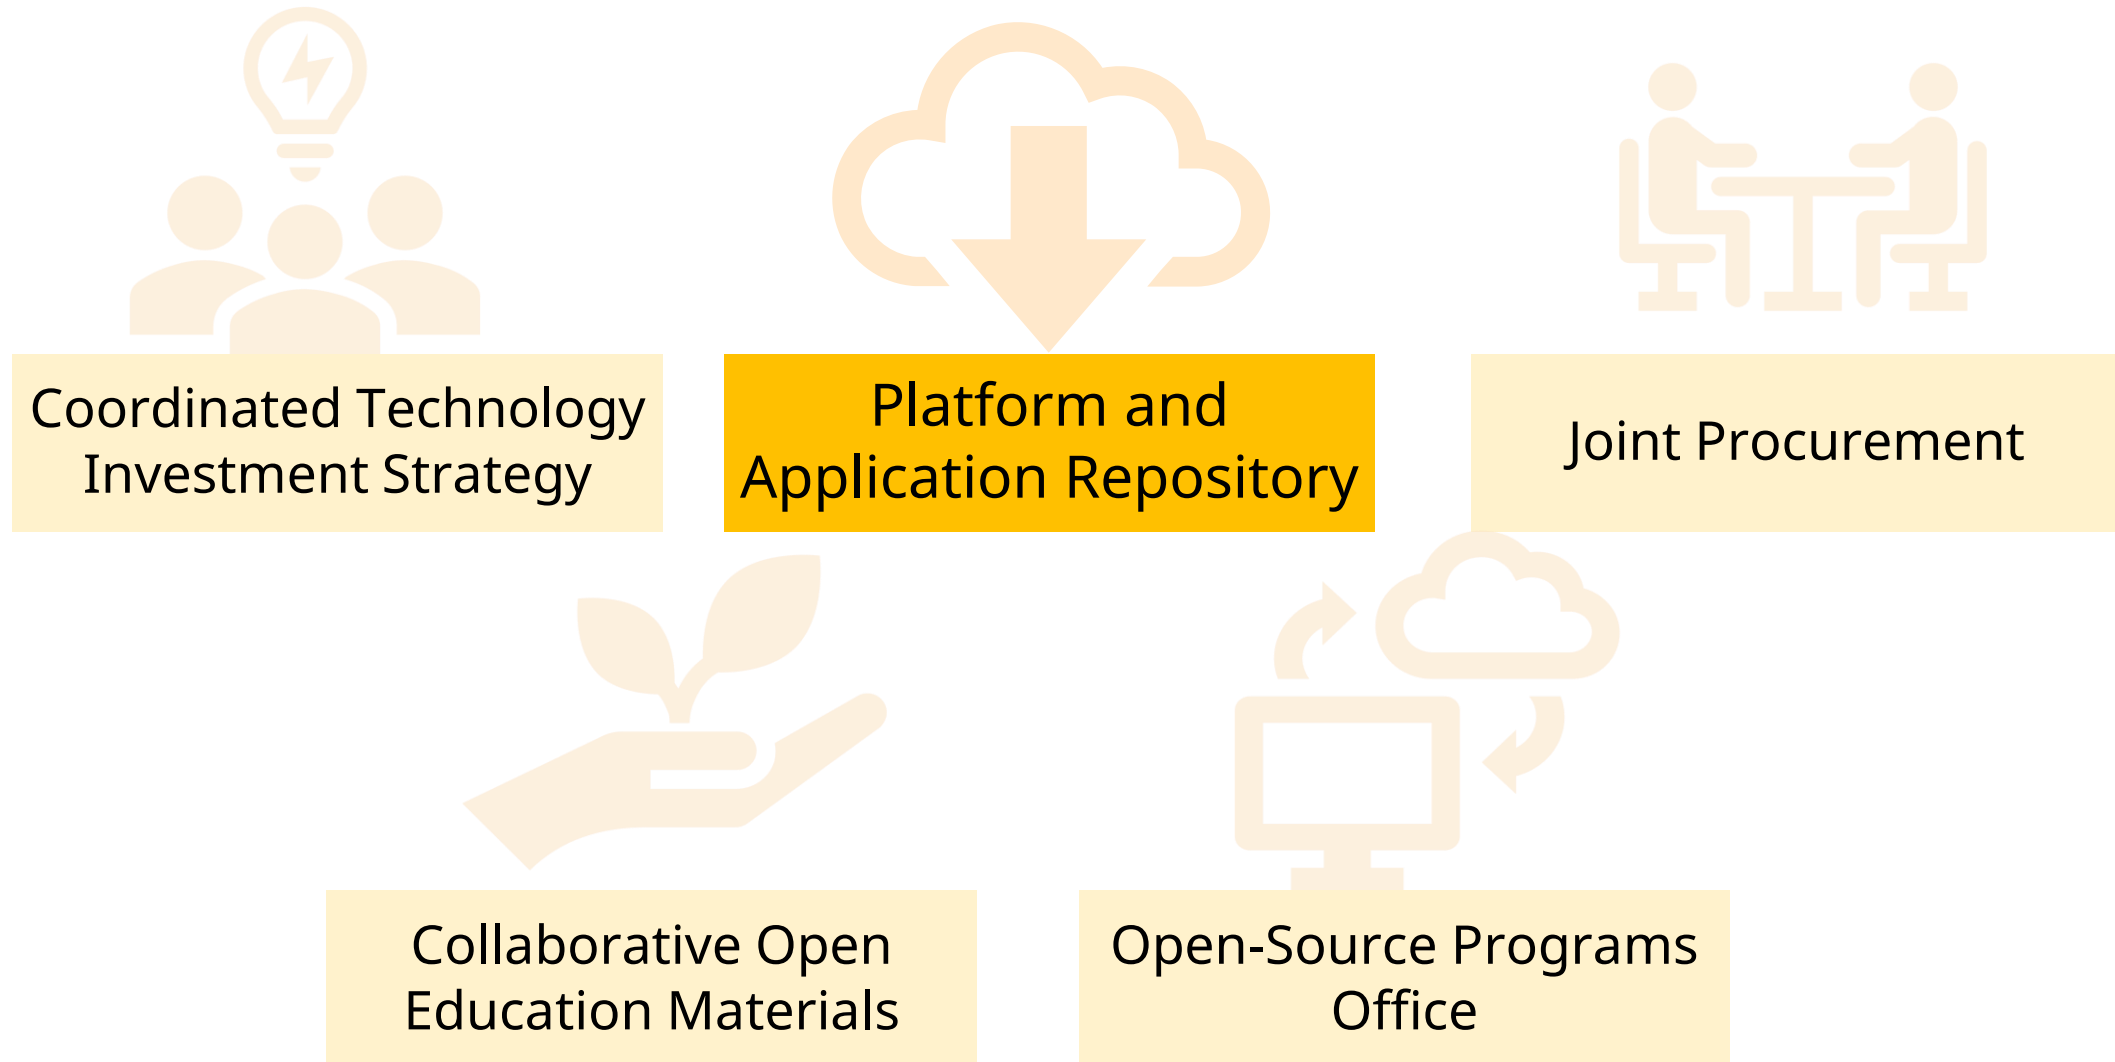 Coordinated Technology
Investment Strategy
Platform and
Application Repository
Joint Procurement
Collaborative Open
Education Materials
Open-Source Programs
Office